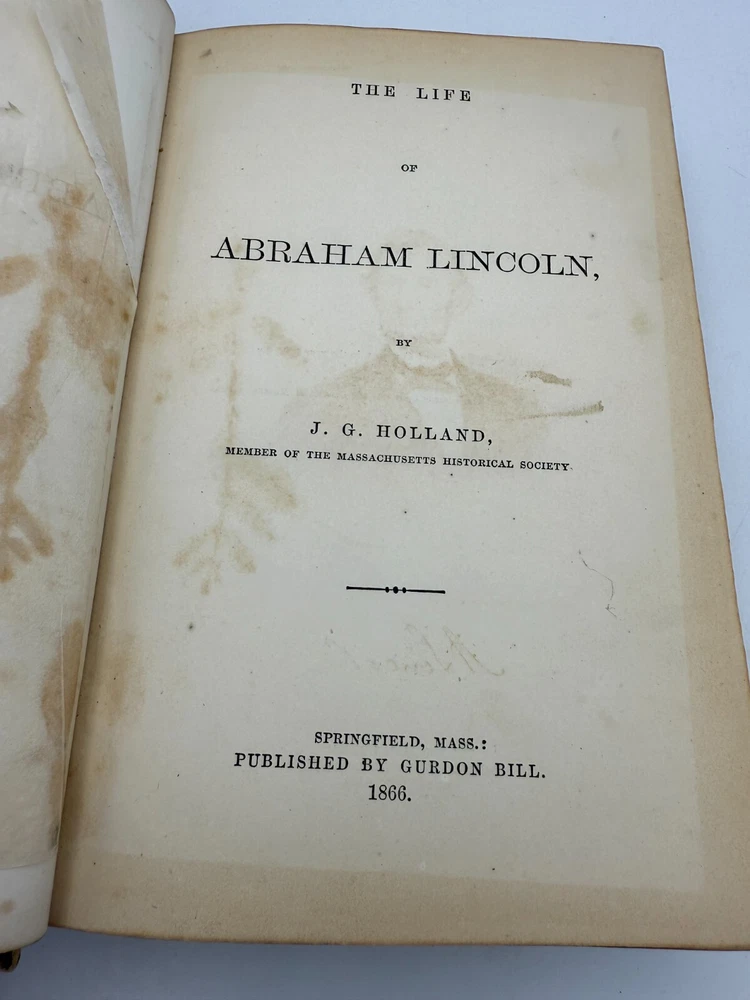 THE LIFE
OF
ABRAHAM LINCOLN,
BY
J. G. HOLLAND,
MEMBER OF THE MASSACHUSETTS HISTORICAL SOCIETY.
SPRINGFIELD, MASS.:
PUBLISHED BY GURDON BILL.
1866.